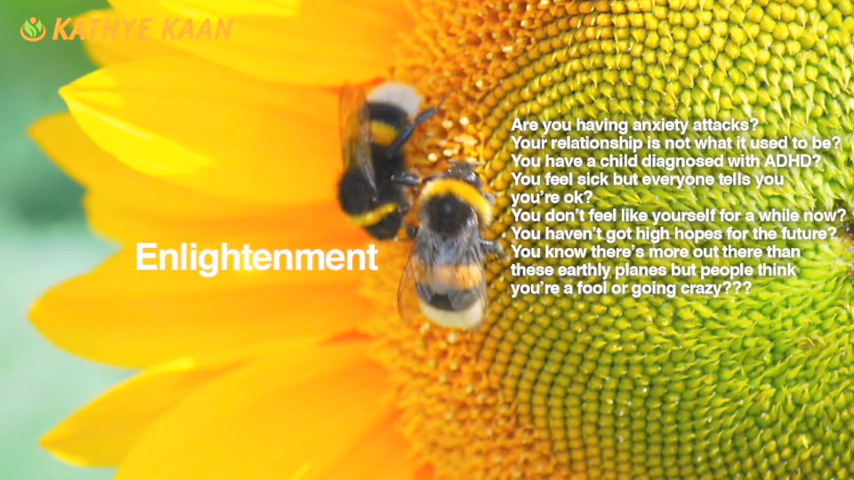 KATHYE KAAN
Enlightenment
Are you having anxiety attacks?
Your relationship is not what it used to be?
You have a child diagnosed with ADHD?
You feel sick but everyone tells you
you're ok?
You don't feel like yourself for a while now?
You haven't got high hopes for the future?
You know there's more out there than
these earthly planes but people think
you're a fool or going crazy???